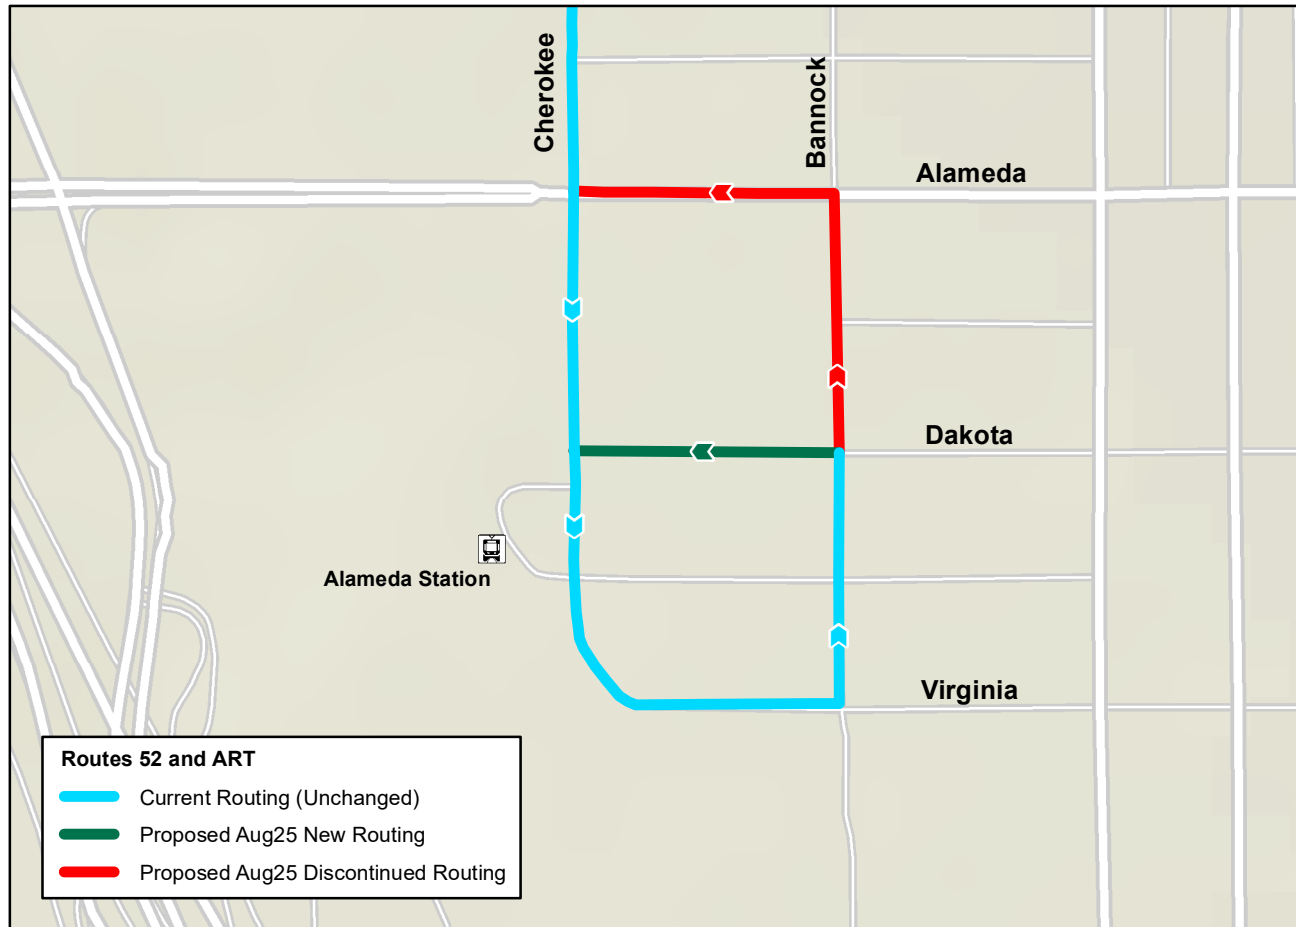 Cherokee
Bannock
Alameda
Dakota
Alameda Station
Virginia
Routes 52 and ART
Current Routing (Unchanged)
Proposed Aug25 New Routing
Proposed Aug25 Discontinued Routing